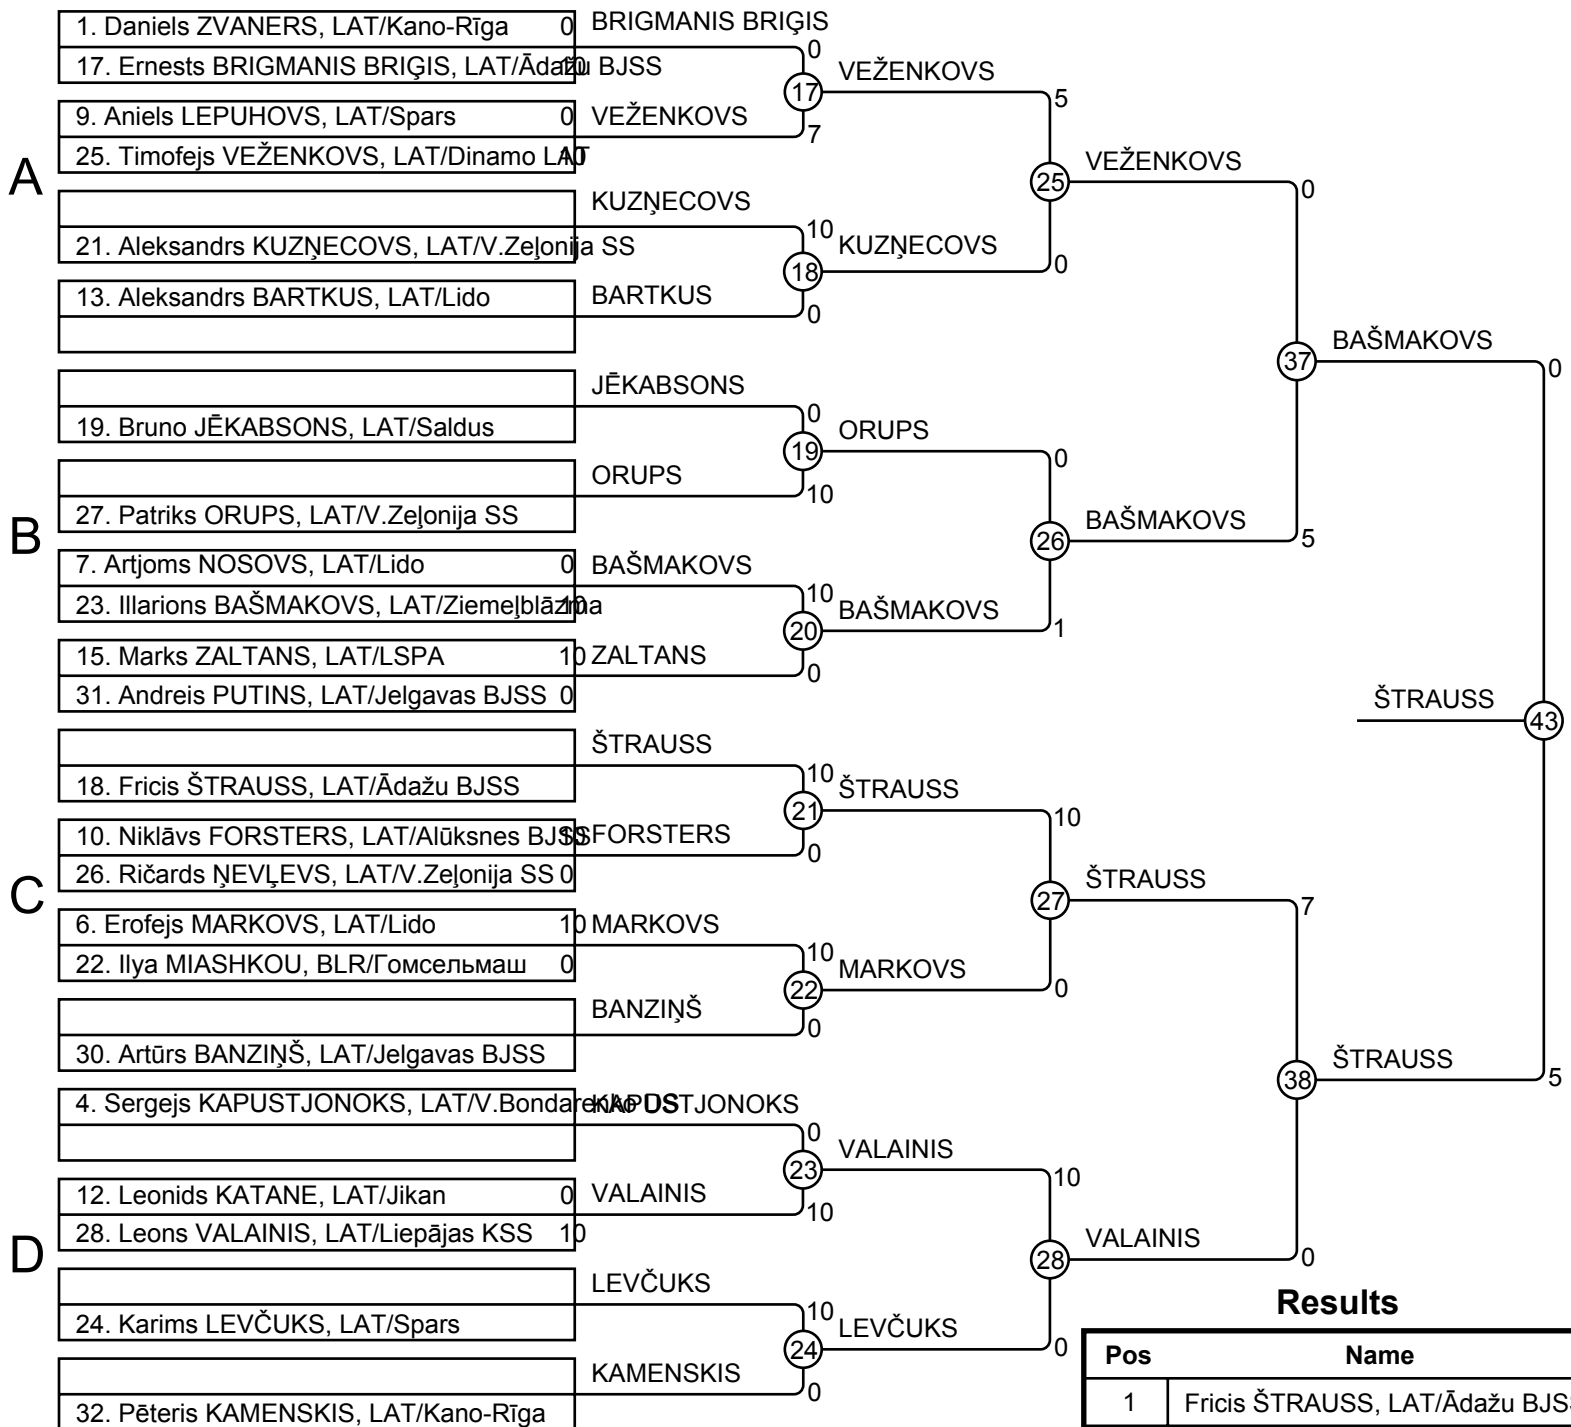 A
1. Daniels ZVANERS, LAT/Kano-Rīga 0
17. Ernests BRIGMANIS BRIĢIS, LAT/Ādažu BJSS 10
9. Aniels LEPUHOVS, LAT/Spars 0
25. Timofejs VEŽENKOVS, LAT/Dinamo LAT 10
21. Aleksandrs KUZŅECOVS, LAT/V.Zeļonija SS
13. Aleksandrs BARTKUS, LAT/Lido
B
19. Bruno JĒKABSONS, LAT/Saldus
27. Patriks ORUPS, LAT/V.Zeļonija SS
7. Artjoms NOSOVS, LAT/Lido 0
23. Illarions BAŠMAKOVS, LAT/Ziemeļblāzma 10
15. Marks ZALTANS, LAT/LSPA 10
31. Andreis PUTINS, LAT/Jelgavas BJSS 0
C
18. Fricis ŠTRAUSS, LAT/Ādažu BJSS
10. Niklāvs FORSTERS, LAT/Alūksnes BJSS 10
26. Ričards ŅEVĻEVS, LAT/V.Zeļonija SS 0
6. Erofejs MARKOVS, LAT/Lido 10
22. Ilya MIASHKOU, BLR/Гомсельмаш 0
30. Artūrs BANZIŅŠ, LAT/Jelgavas BJSS
D
4. Sergejs KAPUSTJONOKS, LAT/V.Bondarenko DS
12. Leonids KATANE, LAT/Jikan 0
28. Leons VALAINIS, LAT/Liepājas KSS 10
24. Karims LEVČUKS, LAT/Spars
32. Pēteris KAMENSKIS, LAT/Kano-Rīga
BRIGMANIS BRIĢIS
0
17
VEŽENKOVS
7
KUZŅECOVS
10
18
BARTKUS
0
JĒKABSONS
0
19
ORUPS
10
BAŠMAKOVS
10
20
ZALTANS
0
ŠTRAUSS
10
21
FORSTERS
0
MARKOVS
10
22
BANZIŅŠ
0
KAPUSTJONOKS
0
23
VALAINIS
10
LEVČUKS
10
24
KAMENSKIS
0
VEŽENKOVS
5
25
KUZŅECOVS
0
ORUPS
0
26
BAŠMAKOVS
1
ŠTRAUSS
10
27
MARKOVS
0
VALAINIS
10
28
LEVČUKS
0
VEŽENKOVS
0
37
BAŠMAKOVS
5
ŠTRAUSS
7
38
VALAINIS
0
BAŠMAKOVS
0
ŠTRAUSS
43
ŠTRAUSS
5
Results
Pos Name
1 Fricis ŠTRAUSS, LAT/Ādažu BJSS